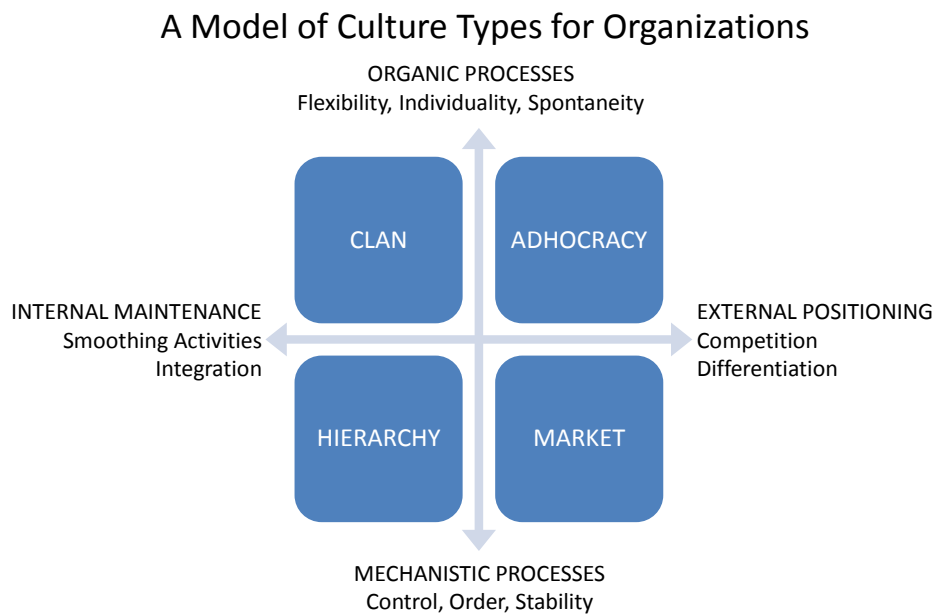 A Model of Culture Types for Organizations
ORGANIC PROCESSES
Flexibility, Individuality, Spontaneity
CLAN
ADHOCRACY
INTERNAL MAINTENANCE
Smoothing Activities
Integration
EXTERNAL POSITIONING
Competition
Differentiation
HIERARCHY
MARKET
MECHANISTIC PROCESSES
Control, Order, Stability